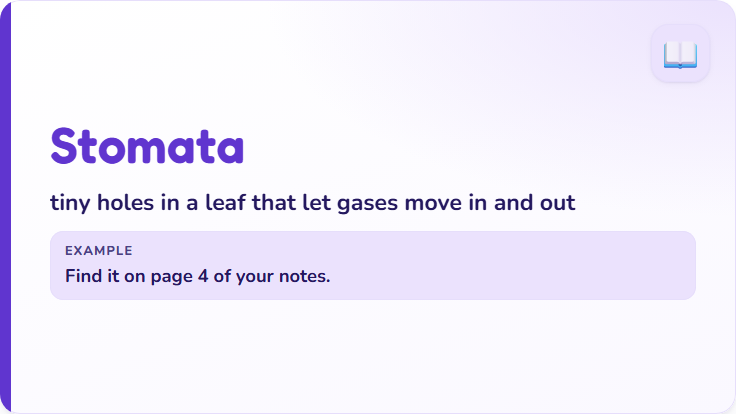 Stomata
tiny holes in a leaf that let gases move in and out
EXAMPLE
Find it on page 4 of your notes.